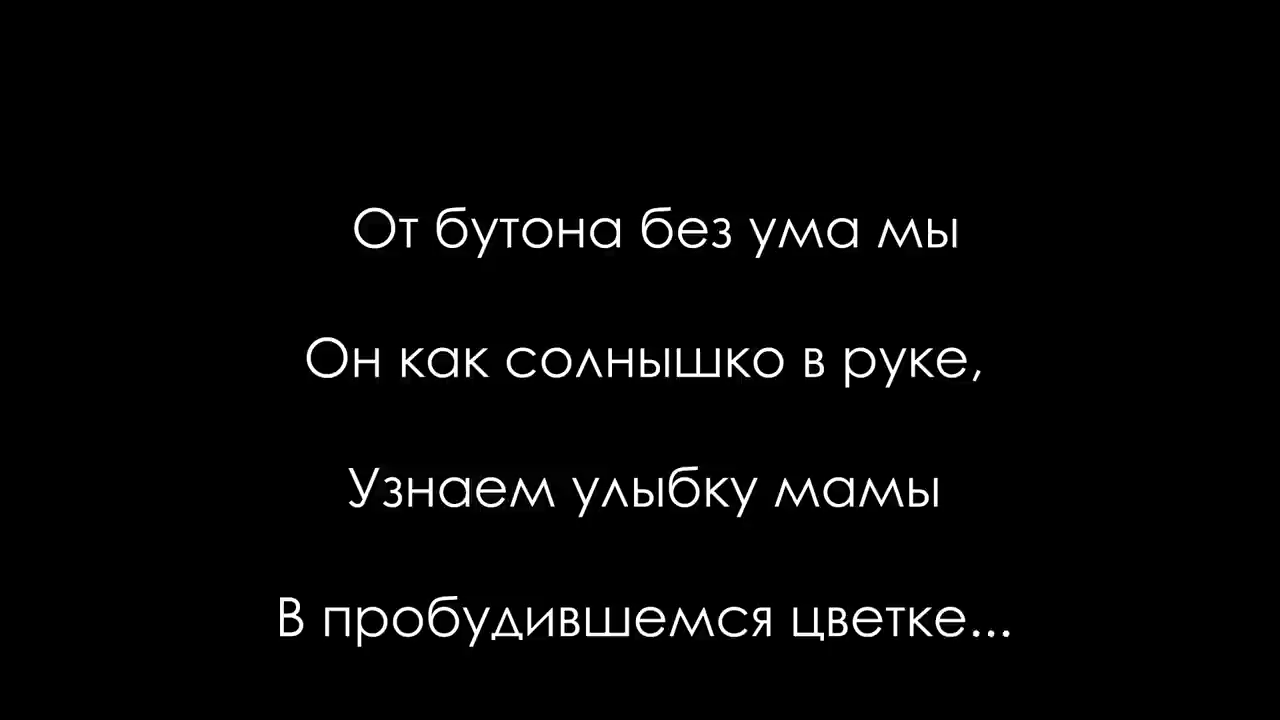 От бутона без ума мы
Он как солнышко в руке,
Узнаем улыбку мамы
В пробудившемся цветке...